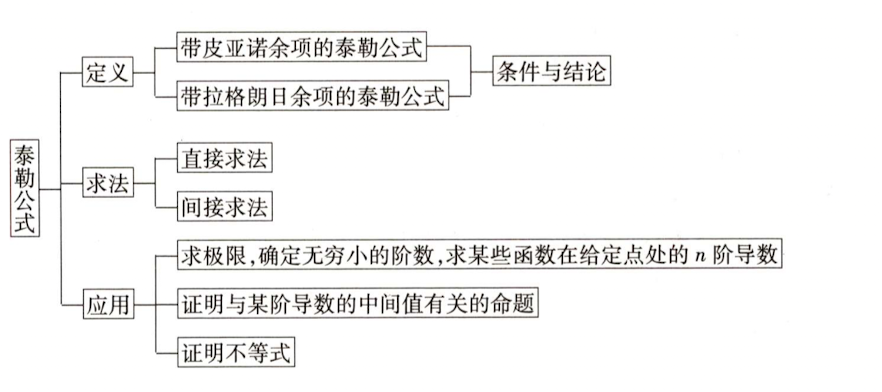 泰勒公式
定义
带皮亚诺余项的泰勒公式
带拉格朗日余项的泰勒公式
条件与结论
求法
直接求法
间接求法
应用
求极限,确定无穷小的阶数,求某些函数在给定点处的 n 阶导数
证明与某阶导数的中间值有关的命题
证明不等式